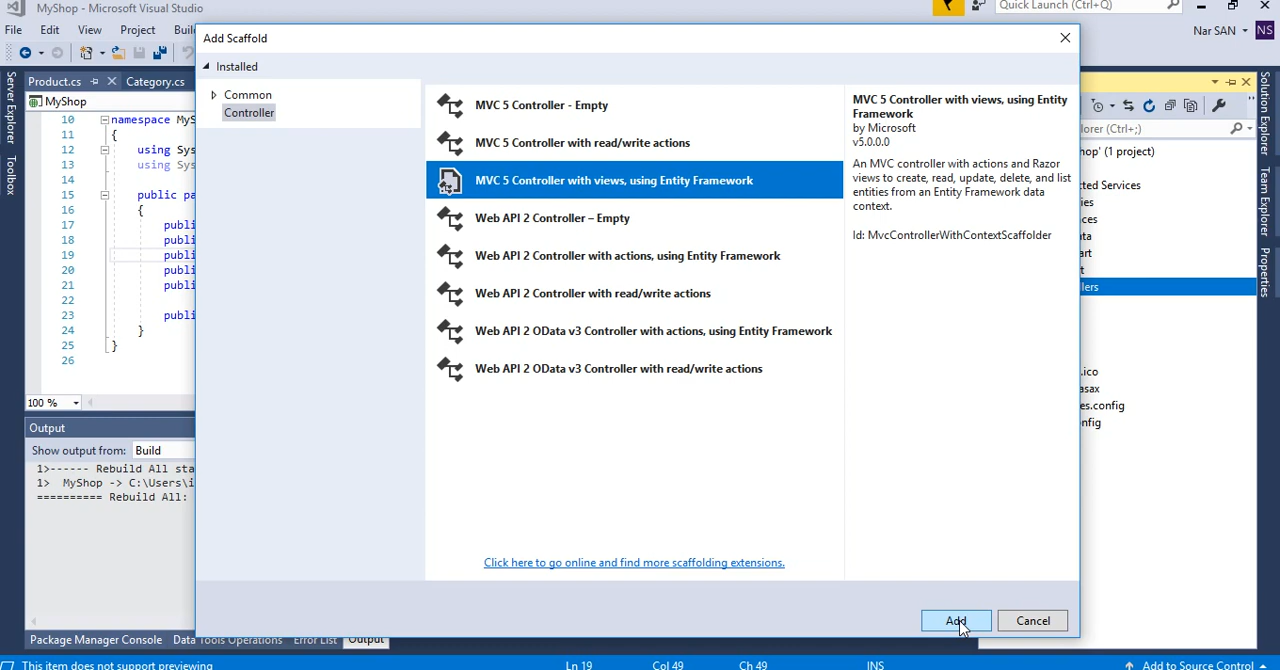 MyShop - Microsoft Visual Studio
Quick Launch (Ctrl+Q)
File Edit View Project
Nar SAN NS
Add Scaffold
Installed
Common
Controller
MVC 5 Controller - Empty
MVC 5 Controller with read/write actions
MVC 5 Controller with views, using Entity Framework
Web API 2 Controller – Empty
Web API 2 Controller with actions, using Entity Framework
Web API 2 Controller with read/write actions
Web API 2 OData v3 Controller with actions, using Entity Framework
Web API 2 OData v3 Controller with read/write actions
Click here to go online and find more scaffolding extensions.
MVC 5 Controller with views, using Entity
Framework
by Microsoft
v5.0.0.0
An MVC controller with actions and Razor
views to create, read, update, delete, and list
entities from an Entity Framework data
context.
Id: MvcControllerWithContextScaffolder
Add Cancel
Server Explorer
Toolbox
Product.cs Category.cs
MyShop
10 namespace MyS
11 {
12 using Sys
13 using Sys
14
15 public pa
16 {
17 publi
18 publi
19 publi
20 publi
21 publi
22
23 publi
24 }
25 }
26
100 %
Output
Show output from: Build
1>------ Rebuild All sta
1> MyShop -> C:\Users\i
========== Rebuild All:
Package Manager Console Data Tools Operations Error List Output
Solution Explorer
Team Explorer
Properties
lorer (Ctrl+;)
hop' (1 project)
cted Services
ies
ces
ta
art
t
llers
.ico
asax
es.config
nfig
This item does not support previewing Ln 19 Col 49 Ch 49 INS Add to Source Control